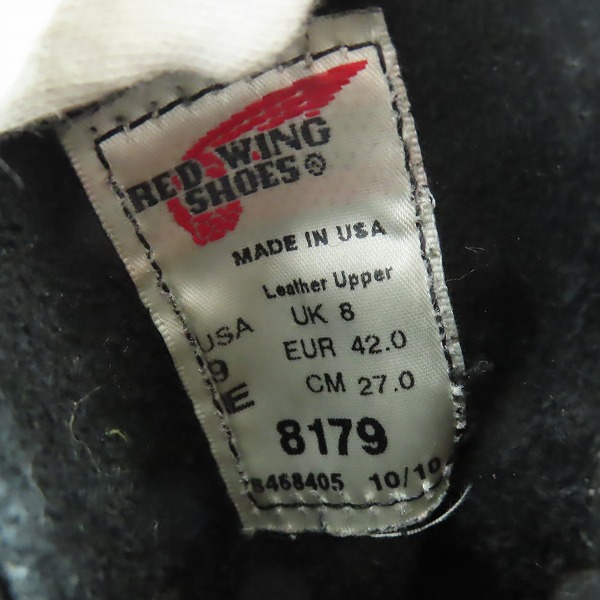 RED WING
SHOES®
MADE IN USA
Leather Upper
USA UK 8
9 EUR 42.0
E CM 27.0
8179
8468405 10/10